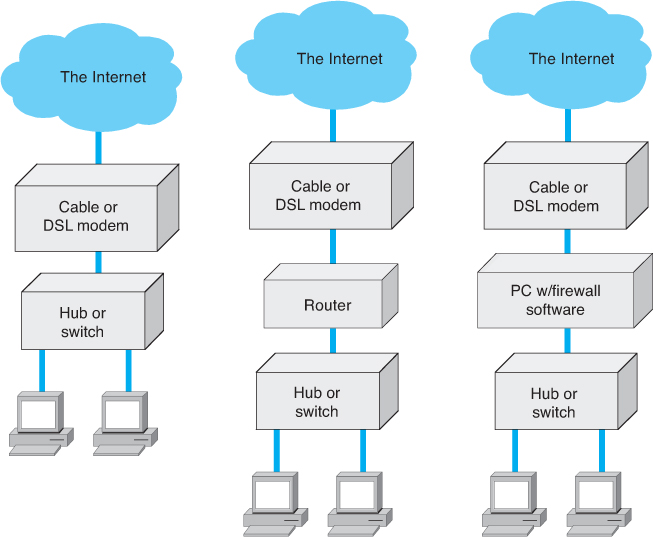 The Internet
Cable or
DSL modem
Hub or
switch
The Internet
Cable or
DSL modem
Router
Hub or
switch
The Internet
Cable or
DSL modem
PC w/firewall
software
Hub or
switch